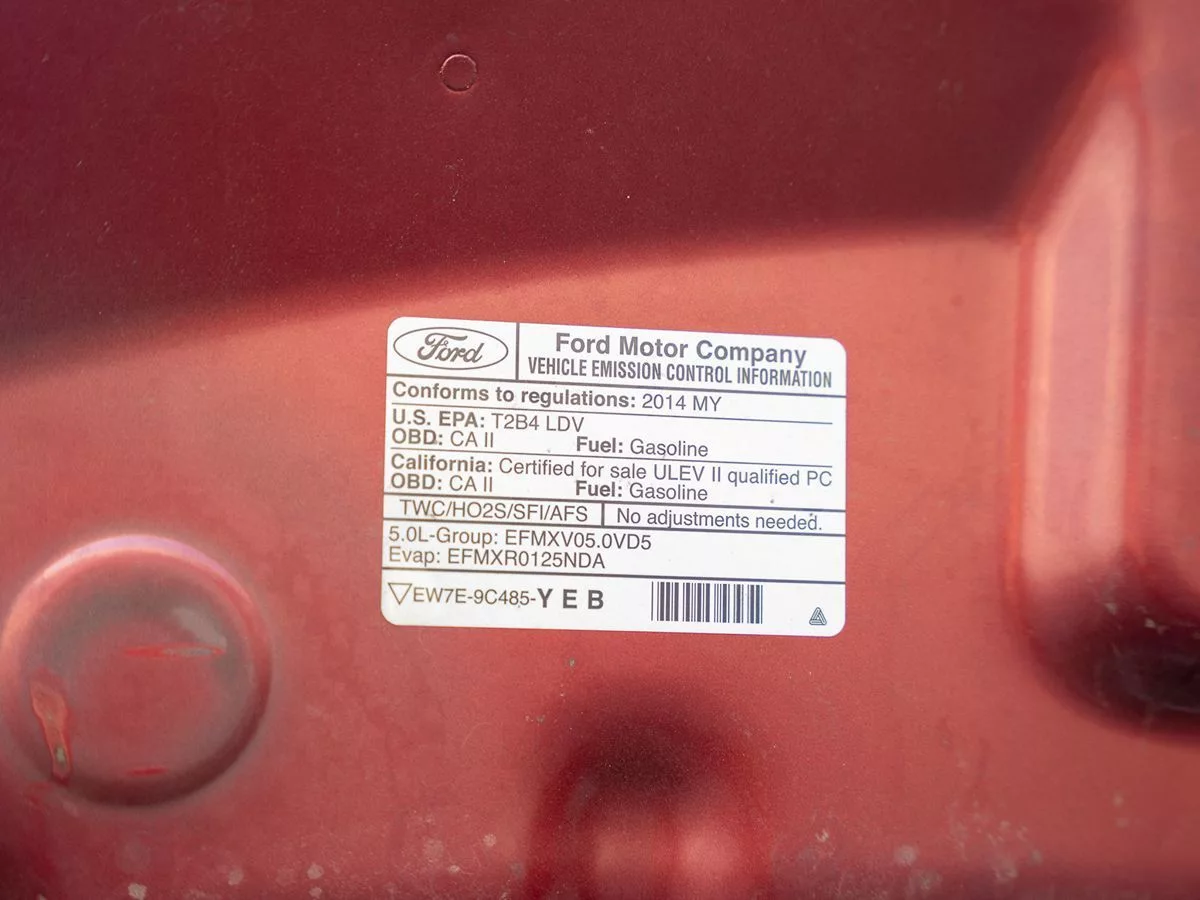 Ford
Ford Motor Company
VEHICLE EMISSION CONTROL INFORMATION
Conforms to regulations: 2014 MY
U.S. EPA: T2B4 LDV
OBD: CA II Fuel: Gasoline
California: Certified for sale ULEV II qualified PC
OBD: CA II Fuel: Gasoline
TWC/HO2S/SFI/AFS No adjustments needed.
5.0L-Group: EFMXV05.0VD5
Evap: EFMXR0125NDA
EW7E-9C485-YEB